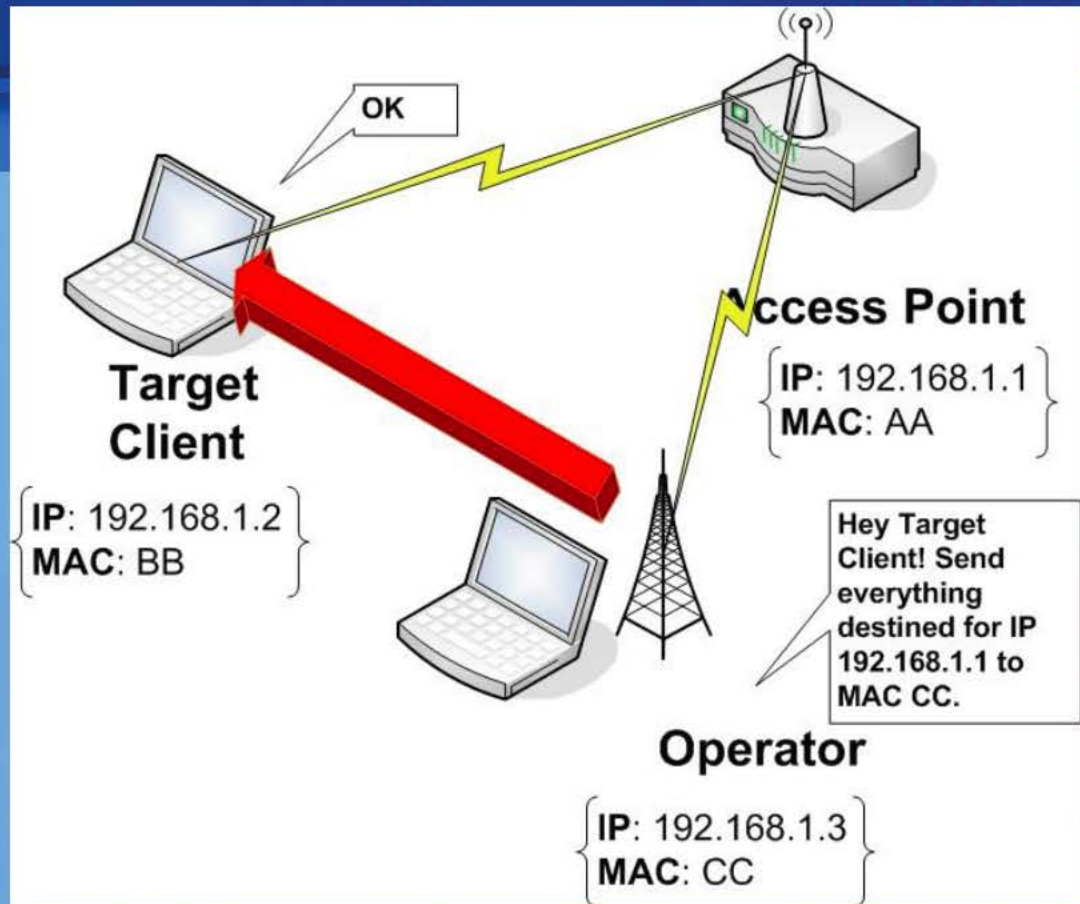 OK
Access Point
IP: 192.168.1.1
MAC: AA
Target
Client
IP: 192.168.1.2
MAC: BB
Hey Target
Client! Send
everything
destined for IP
192.168.1.1 to
MAC CC.
Operator
IP: 192.168.1.3
MAC: CC